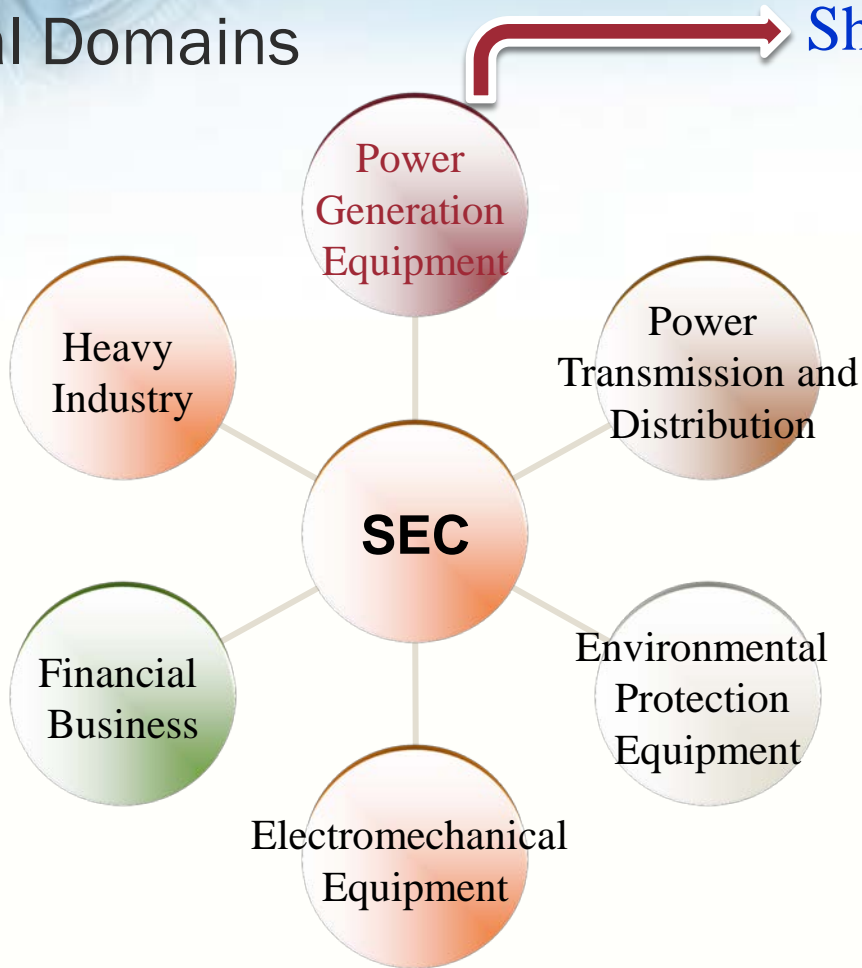 al Domains
Sh
Power
Generation
Equipment
Heavy
Industry
Power
Transmission and
Distribution
SEC
Financial
Business
Environmental
Protection
Equipment
Electromechanical
Equipment